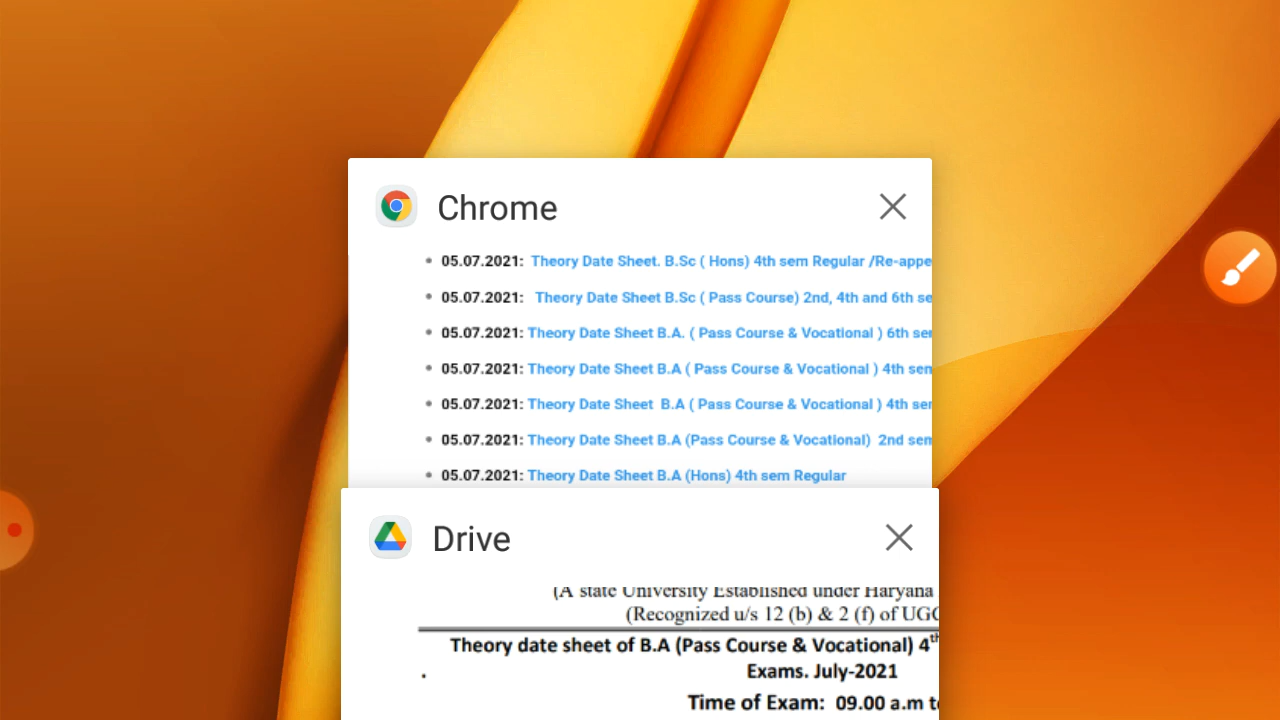 Chrome
05.07.2021: Theory Date Sheet. B.Sc ( Hons) 4th sem Regular /Re-appe
05.07.2021: Theory Date Sheet B.Sc ( Pass Course) 2nd, 4th and 6th se
05.07.2021: Theory Date Sheet B.A. ( Pass Course & Vocational ) 6th ser
05.07.2021: Theory Date Sheet B.A ( Pass Course & Vocational ) 4th sen
05.07.2021: Theory Date Sheet B.A ( Pass Course & Vocational ) 4th ser
05.07.2021: Theory Date Sheet B.A (Pass Course & Vocational) 2nd sem
05.07.2021: Theory Date Sheet B.A (Hons) 4th sem Regular
Drive
(A state University Established under Haryana
(Recognized u/s 12 (b) & 2 (f) of UGC
Theory date sheet of B.A (Pass Course & Vocational) 4th
. Exams. July-2021
Time of Exam: 09.00 a.m to